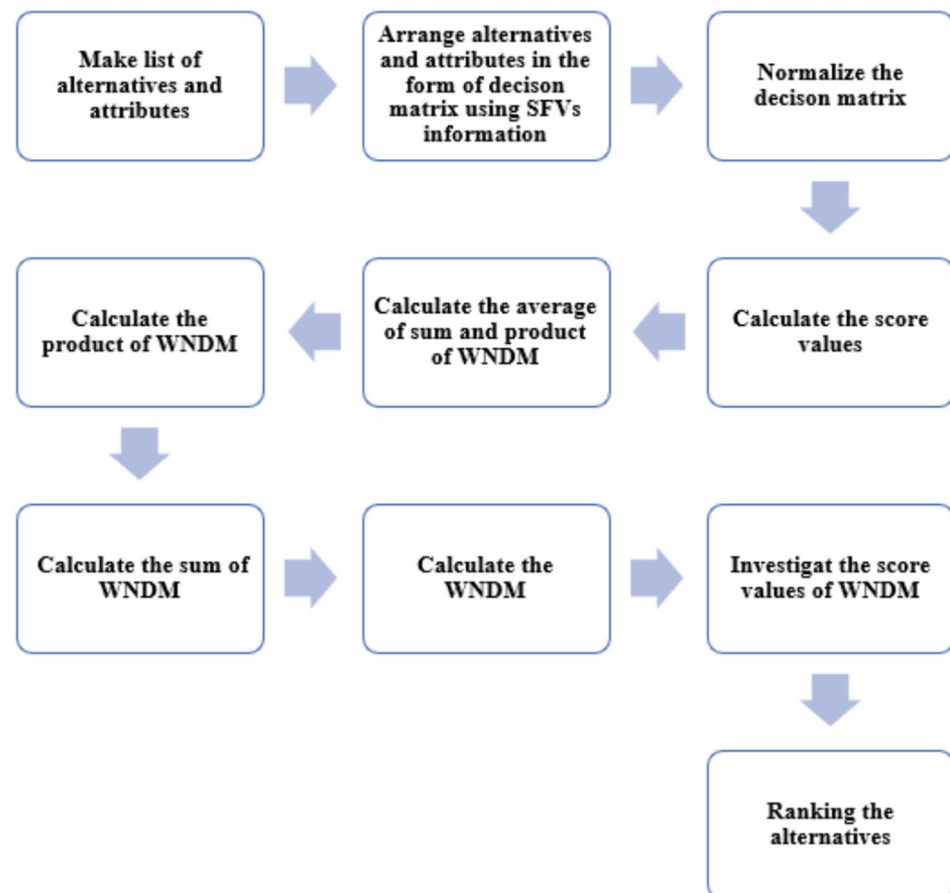 Make list of
alternatives and
attributes
Arrange alternatives
and attributes in the
form of decison
matrix using SFVs
information
Normalize the
decison matrix
Calculate the score
values
Calculate the average
of sum and product
of WNDM
Calculate the
product of WNDM
Calculate the sum of
WNDM
Calculate the
WNDM
Investigat the score
values of WNDM
Ranking the
alternatives